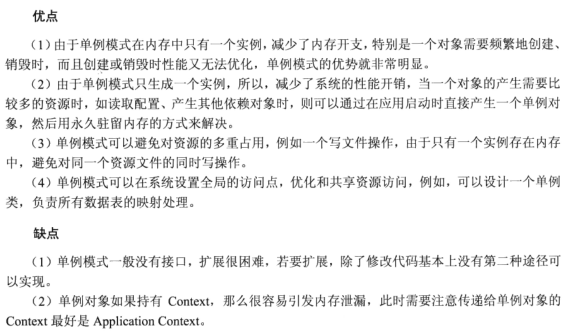 优点
（1）由于单例模式在内存中只有一个实例，减少了内存开支，特别是一个对象需要频繁地创建、
销毁时，而且创建或销毁时性能又无法优化，单例模式的优势就非常明显。
（2）由于单例模式只生成一个实例，所以，减少了系统的性能开销，当一个对象的产生需要比
较多的资源时，如读取配置、产生其他依赖对象时，则可以通过在应用启动时直接产生一个单例对
象，然后用永久驻留内存的方式来解决。
（3）单例模式可以避免对资源的多重占用，例如一个写文件操作，由于只有一个实例存在内存
中，避免对同一个资源文件的同时写操作。
（4）单例模式可以在系统设置全局的访问点，优化和共享资源访问，例如，可以设计一个单例
类，负责所有数据表的映射处理。
缺点
（1）单例模式一般没有接口，扩展很困难，若要扩展，除了修改代码基本上没有第二种途径可
以实现。
（2）单例对象如果持有 Context，那么很容易引发内存泄漏，此时需要注意传递给单例对象的
Context 最好是 Application Context。